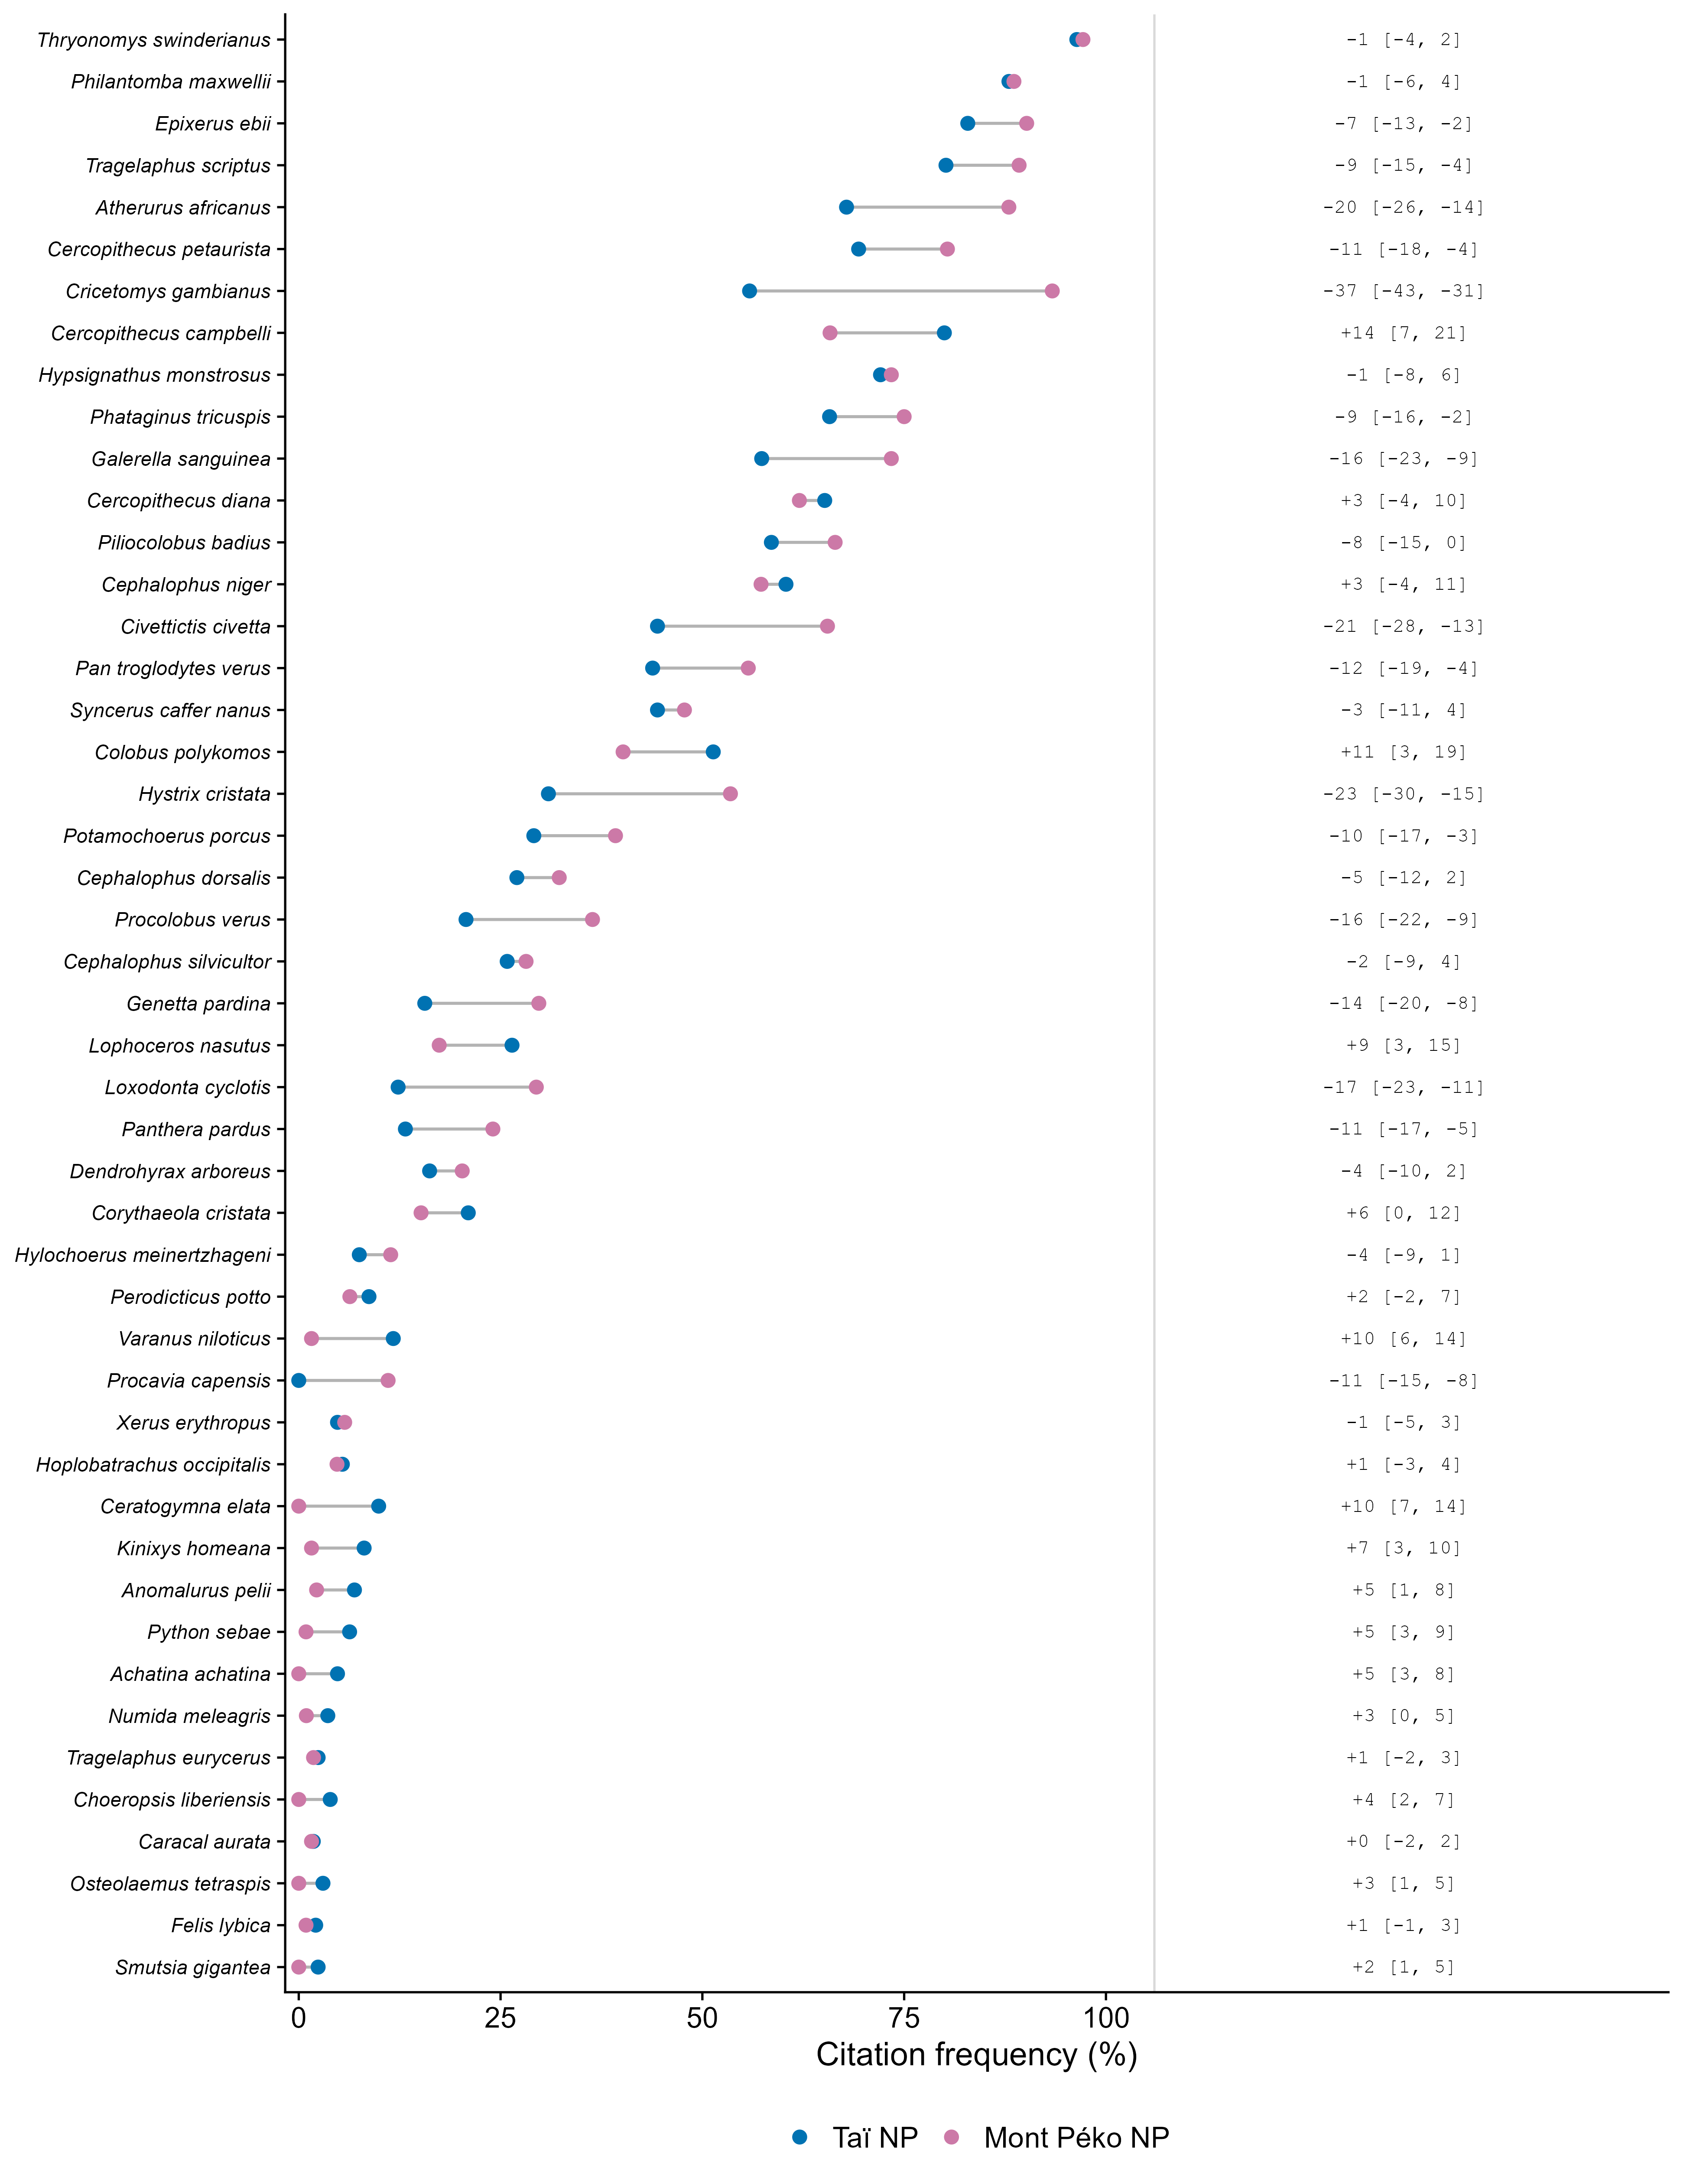 Thryonomys swinderianus -1 [-4, 2]
Philantomba maxwellii -1 [-6, 4]
Epixerus ebii -7 [-13, -2]
Tragelaphus scriptus -9 [-15, -4]
Atherurus africanus -20 [-26, -14]
Cercopithecus petaurista -11 [-18, -4]
Cricetomys gambianus -37 [-43, -31]
Cercopithecus campbelli +14 [7, 21]
Hypsignathus monstrosus -1 [-8, 6]
Phataginus tricuspis -9 [-16, -2]
Galerella sanguinea -16 [-23, -9]
Cercopithecus diana +3 [-4, 10]
Piliocolobus badius -8 [-15, 0]
Cephalophus niger +3 [-4, 11]
Civettictis civetta -21 [-28, -13]
Pan troglodytes verus -12 [-19, -4]
Syncerus caffer nanus -3 [-11, 4]
Colobus polykomos +11 [3, 19]
Hystrix cristata -23 [-30, -15]
Potamochoerus porcus -10 [-17, -3]
Cephalophus dorsalis -5 [-12, 2]
Procolobus verus -16 [-22, -9]
Cephalophus silvicultor -2 [-9, 4]
Genetta pardina -14 [-20, -8]
Lophoceros nasutus +9 [3, 15]
Loxodonta cyclotis -17 [-23, -11]
Panthera pardus -11 [-17, -5]
Dendrohyrax arboreus -4 [-10, 2]
Corythaeola cristata +6 [0, 12]
Hylochoerus meinertzhageni -4 [-9, 1]
Perodicticus potto +2 [-2, 7]
Varanus niloticus +10 [6, 14]
Procavia capensis -11 [-15, -8]
Xerus erythropus -1 [-5, 3]
Hoplobatrachus occipitalis +1 [-3, 4]
Ceratogymna elata +10 [7, 14]
Kinixys homeana +7 [3, 10]
Anomalurus pelii +5 [1, 8]
Python sebae +5 [3, 9]
Achatina achatina +5 [3, 8]
Numida meleagris +3 [0, 5]
Tragelaphus eurycerus +1 [-2, 3]
Choeropsis liberiensis +4 [2, 7]
Caracal aurata +0 [-2, 2]
Osteolaemus tetraspis +3 [1, 5]
Felis lybica +1 [-1, 3]
Smutsia gigantea +2 [1, 5]
0 25 50 75 100
Citation frequency (%)
Taï NP Mont Péko NP